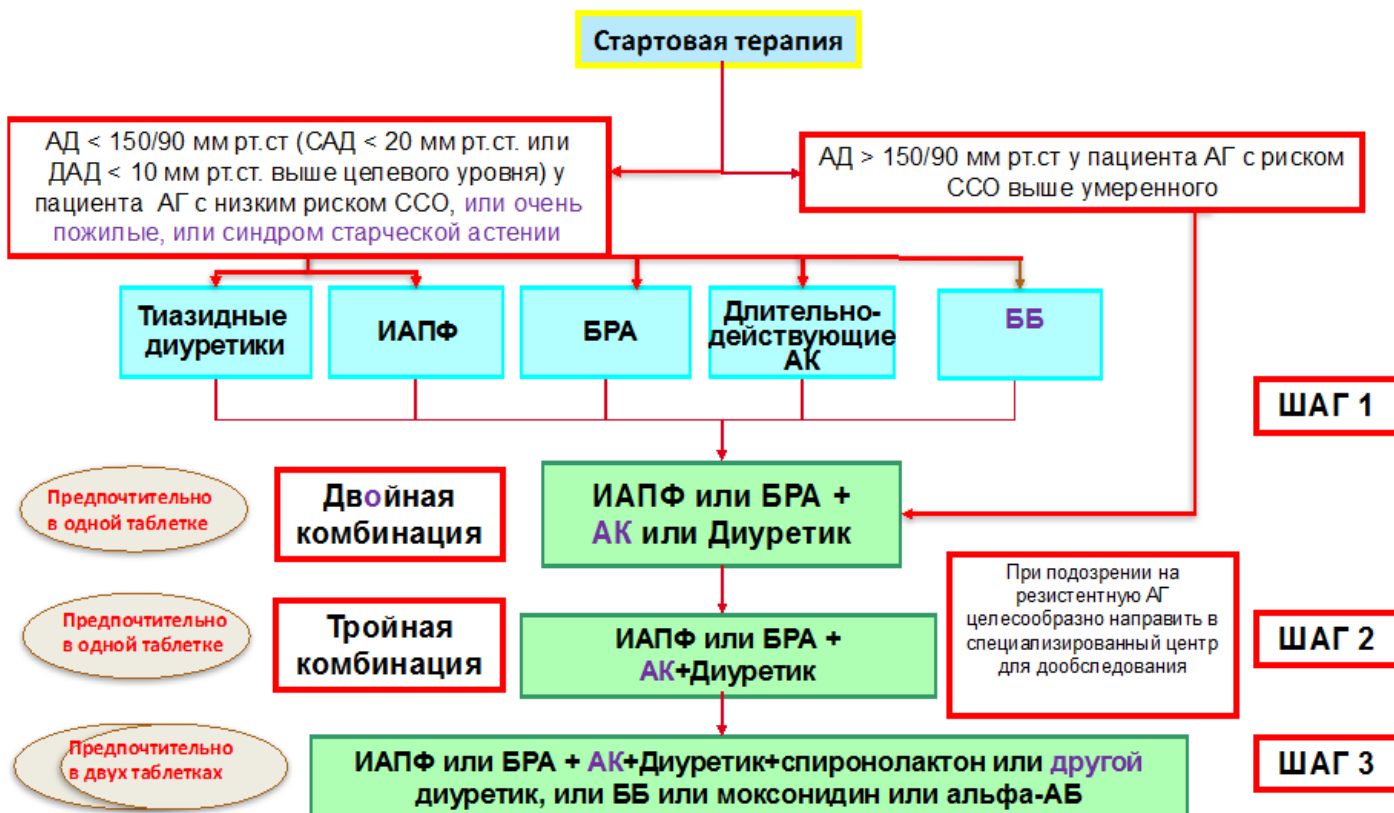 Стартовая терапия
АД < 150/90 мм рт.ст (САД < 20 мм рт.ст. или
ДАД < 10 мм рт.ст. выше целевого уровня) у
пациента АГ с низким риском ССО, или очень
пожилые, или синдром старческой астении
АД > 150/90 мм рт.ст у пациента АГ с риском
ССО выше умеренного
Тиазидные
диуретики
ИАПФ
БРА
Длительно-
действующие
АК
ББ
ШАГ 1
Предпочтительно
в одной таблетке
Двойная
комбинация
ИАПФ или БРА +
АК или Диуретик
Предпочтительно
в одной таблетке
Тройная
комбинация
ИАПФ или БРА +
АК+Диуретик
При подозрении на
резистентную АГ
целесообразно направить в
специализированный центр
для дообследования
ШАГ 2
Предпочтительно
в двух таблетках
ИАПФ или БРА + АК+Диуретик+спиронолактон или другой
диуретик, или ББ или моксонидин или альфа-АБ
ШАГ 3